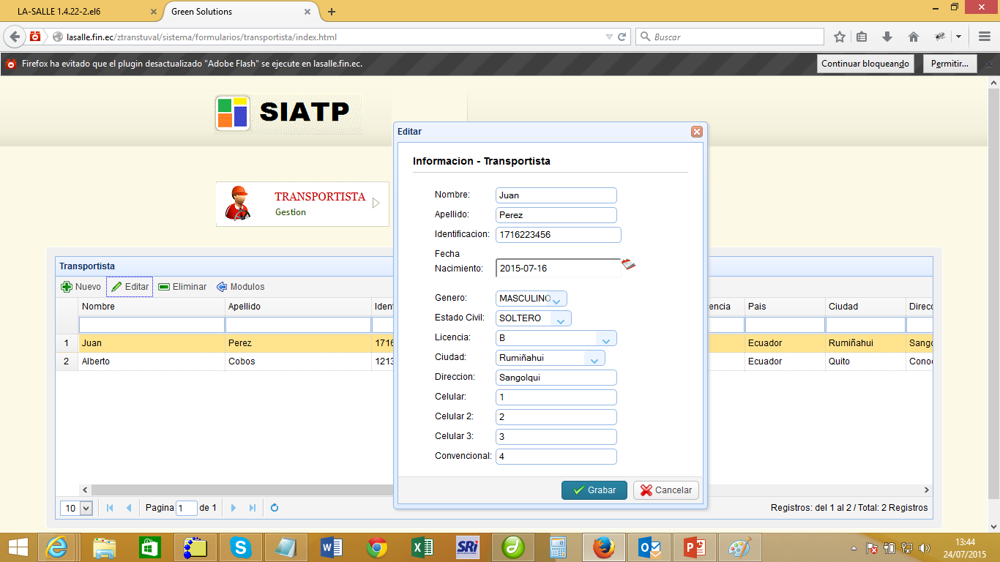 LA-SALLE 1.4.22-2.el6
Green Solutions
lasalle.fin.ec/ztranstuval/sistema/formularios/transportista/index.html
Buscar
Firefox ha evitado que el plugin desactualizado "Adobe Flash" se ejecute en lasalle.fin.ec.
Continuar bloqueando
Permitir...
SIATP
TRANSPORTISTA
Gestion
Transportista
Nuevo
Editar
Eliminar
Modulos
Nombre
Apellido
Ident
encia
Pais
Ciudad
Direcc
1
Juan
Perez
1716
Ecuador
Rumiñahui
Sango
2
Alberto
Cobos
1213
Ecuador
Quito
Conoc
10
Pagina
1
de 1
Registros: del 1 al 2 / Total: 2 Registros
Editar
Informacion - Transportista
Nombre:
Juan
Apellido:
Perez
Identificacion:
1716223456
Fecha
Nacimiento:
2015-07-16
Genero:
MASCULINO
Estado Civil:
SOLTERO
Licencia:
B
Ciudad:
Rumiñahui
Direccion:
Sangolqui
Celular:
1
Celular 2:
2
Celular 3:
3
Convencional:
4
Grabar
Cancelar
SRi
13:44
24/07/2015